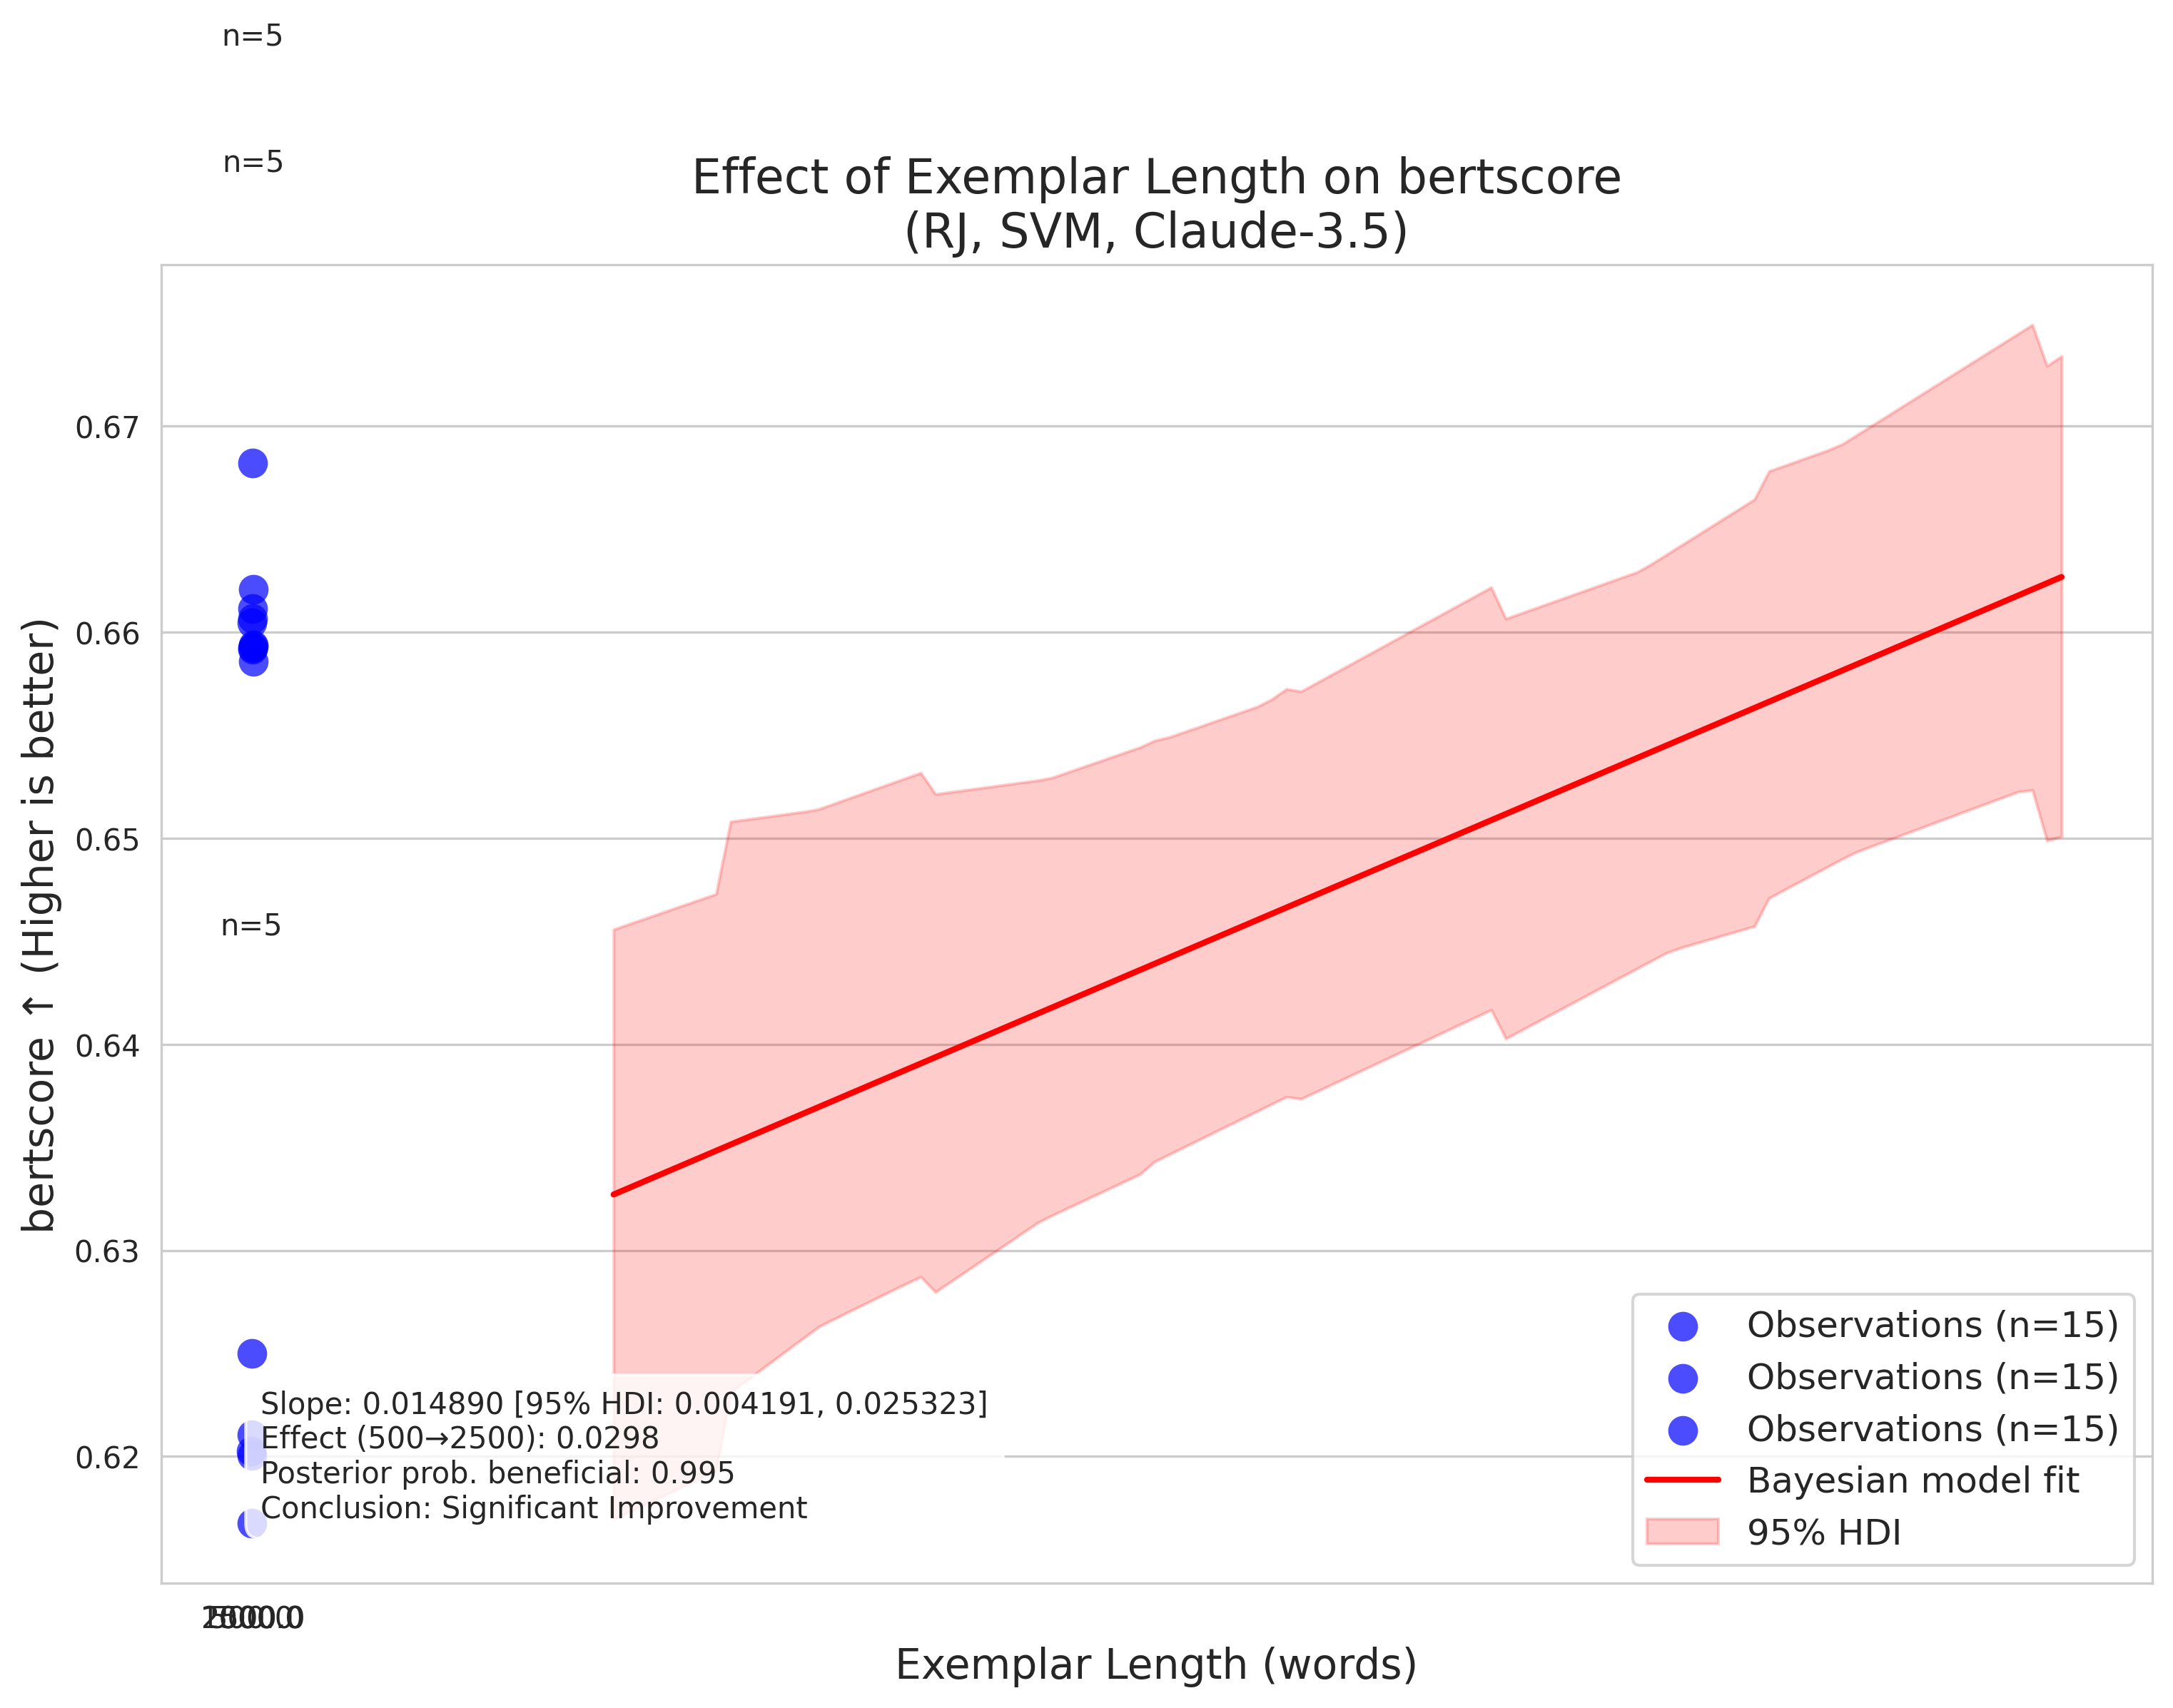 n=5
n=5
Effect of Exemplar Length on bertscore
(RJ, SVM, Claude-3.5)
bertscore ↑ (Higher is better)
0.67
0.66
0.65
n=5
0.64
0.63
0.62
Slope: 0.014890 [95% HDI: 0.004191, 0.025323]
Effect (500→2500): 0.0298
Posterior prob. beneficial: 0.995
Conclusion: Significant Improvement
Observations (n=15)
Observations (n=15)
Observations (n=15)
Bayesian model fit
95% HDI
Exemplar Length (words)